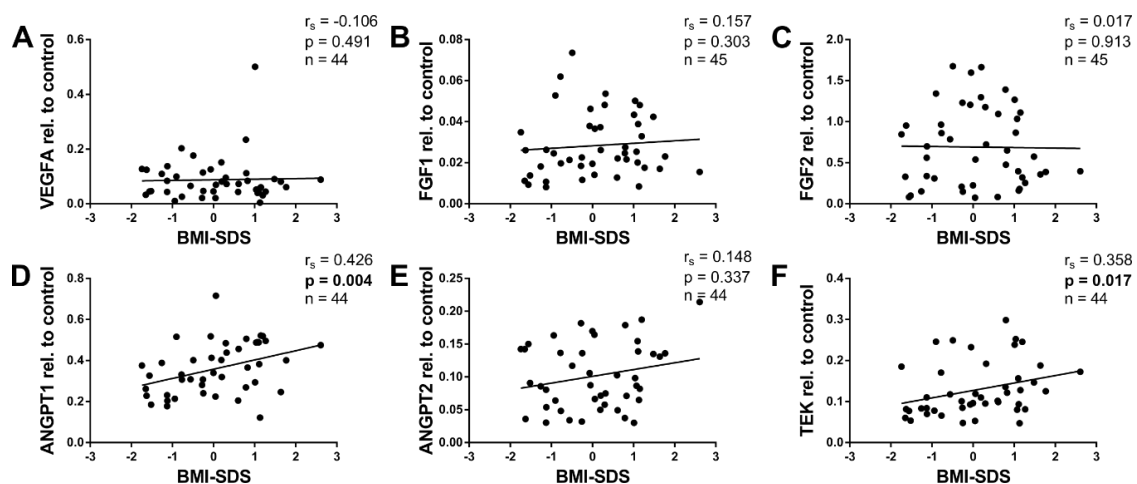 A
r_s = -0.106
p = 0.491
n = 44
VEGFA rel. to control
0.6
0.4
0.2
0.0
-3 -2 -1 0 1 2 3
BMI-SDS
B
r_s = 0.157
p = 0.303
n = 45
FGF1 rel. to control
0.08
0.06
0.04
0.02
0.00
-3 -2 -1 0 1 2 3
BMI-SDS
C
r_s = 0.017
p = 0.913
n = 45
FGF2 rel. to control
2.0
1.5
1.0
0.5
0.0
-3 -2 -1 0 1 2 3
BMI-SDS
D
r_s = 0.426
p = 0.004
n = 44
ANGPT1 rel. to control
0.8
0.6
0.4
0.2
0.0
-3 -2 -1 0 1 2 3
BMI-SDS
E
r_s = 0.148
p = 0.337
n = 44
ANGPT2 rel. to control
0.25
0.20
0.15
0.10
0.05
0.00
-3 -2 -1 0 1 2 3
BMI-SDS
F
r_s = 0.358
p = 0.017
n = 44
TEK rel. to control
0.4
0.3
0.2
0.1
0.0
-3 -2 -1 0 1 2 3
BMI-SDS